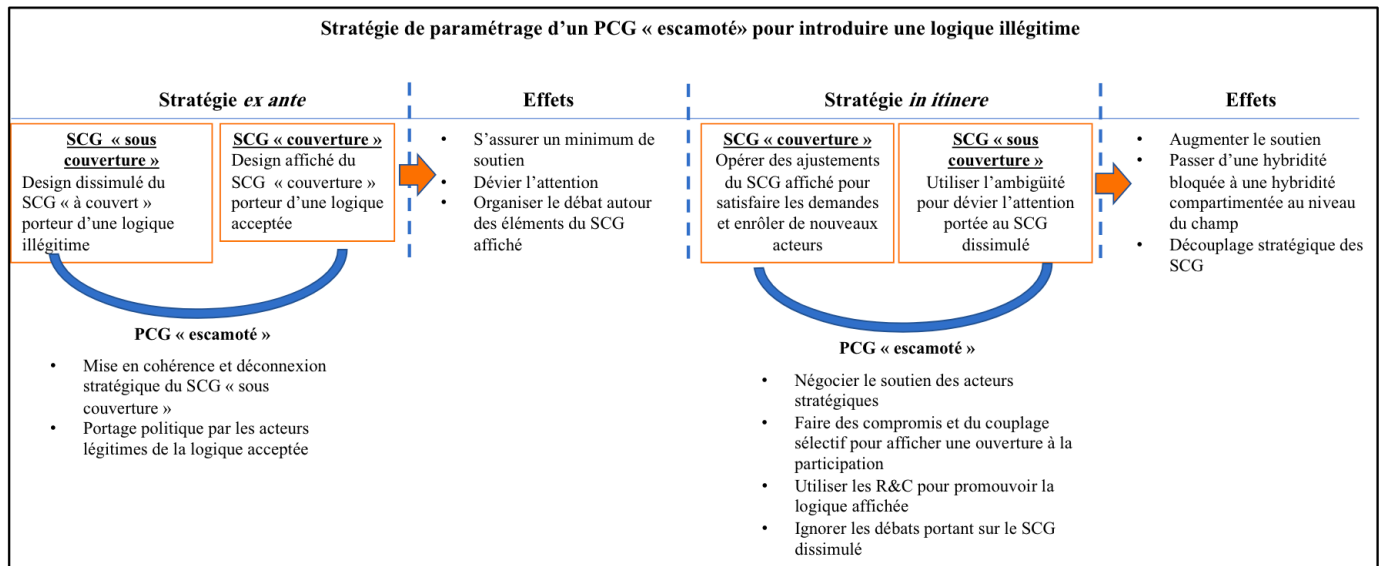 Stratégie de paramétrage d'un PCG « escamoté» pour introduire une logique illégitime
Stratégie ex ante
SCG « sous
couverture »
Design dissimulé du
SCG « à couvert »
porteur d'une logique
illégitime
SCG « couverture »
Design affiché du
SCG « couverture »
porteur d'une logique
acceptée
PCG « escamoté »
• Mise en cohérence et déconnexion
stratégique du SCG « sous
couverture »
• Portage politique par les acteurs
légitimes de la logique acceptée
Effets
• S'assurer un minimum de
soutien
• Dévier l'attention
• Organiser le débat autour
des éléments du SCG
affiché
Stratégie in itinere
SCG « couverture »
Opérer des ajustements
du SCG affiché pour
satisfaire les demandes
et enrôler de nouveaux
acteurs
SCG « sous
couverture »
Utiliser l'ambigüité
pour dévier l'attention
portée au SCG
dissimulé
PCG « escamoté »
• Négocier le soutien des acteurs
stratégiques
• Faire des compromis et du couplage
sélectif pour afficher une ouverture à la
participation
• Utiliser les R&C pour promouvoir la
logique affichée
• Ignorer les débats portant sur le SCG
dissimulé
Effets
• Augmenter le soutien
• Passer d'une hybridité
bloquée à une hybridité
compartimentée au niveau
du champ
• Découplage stratégique des
SCG